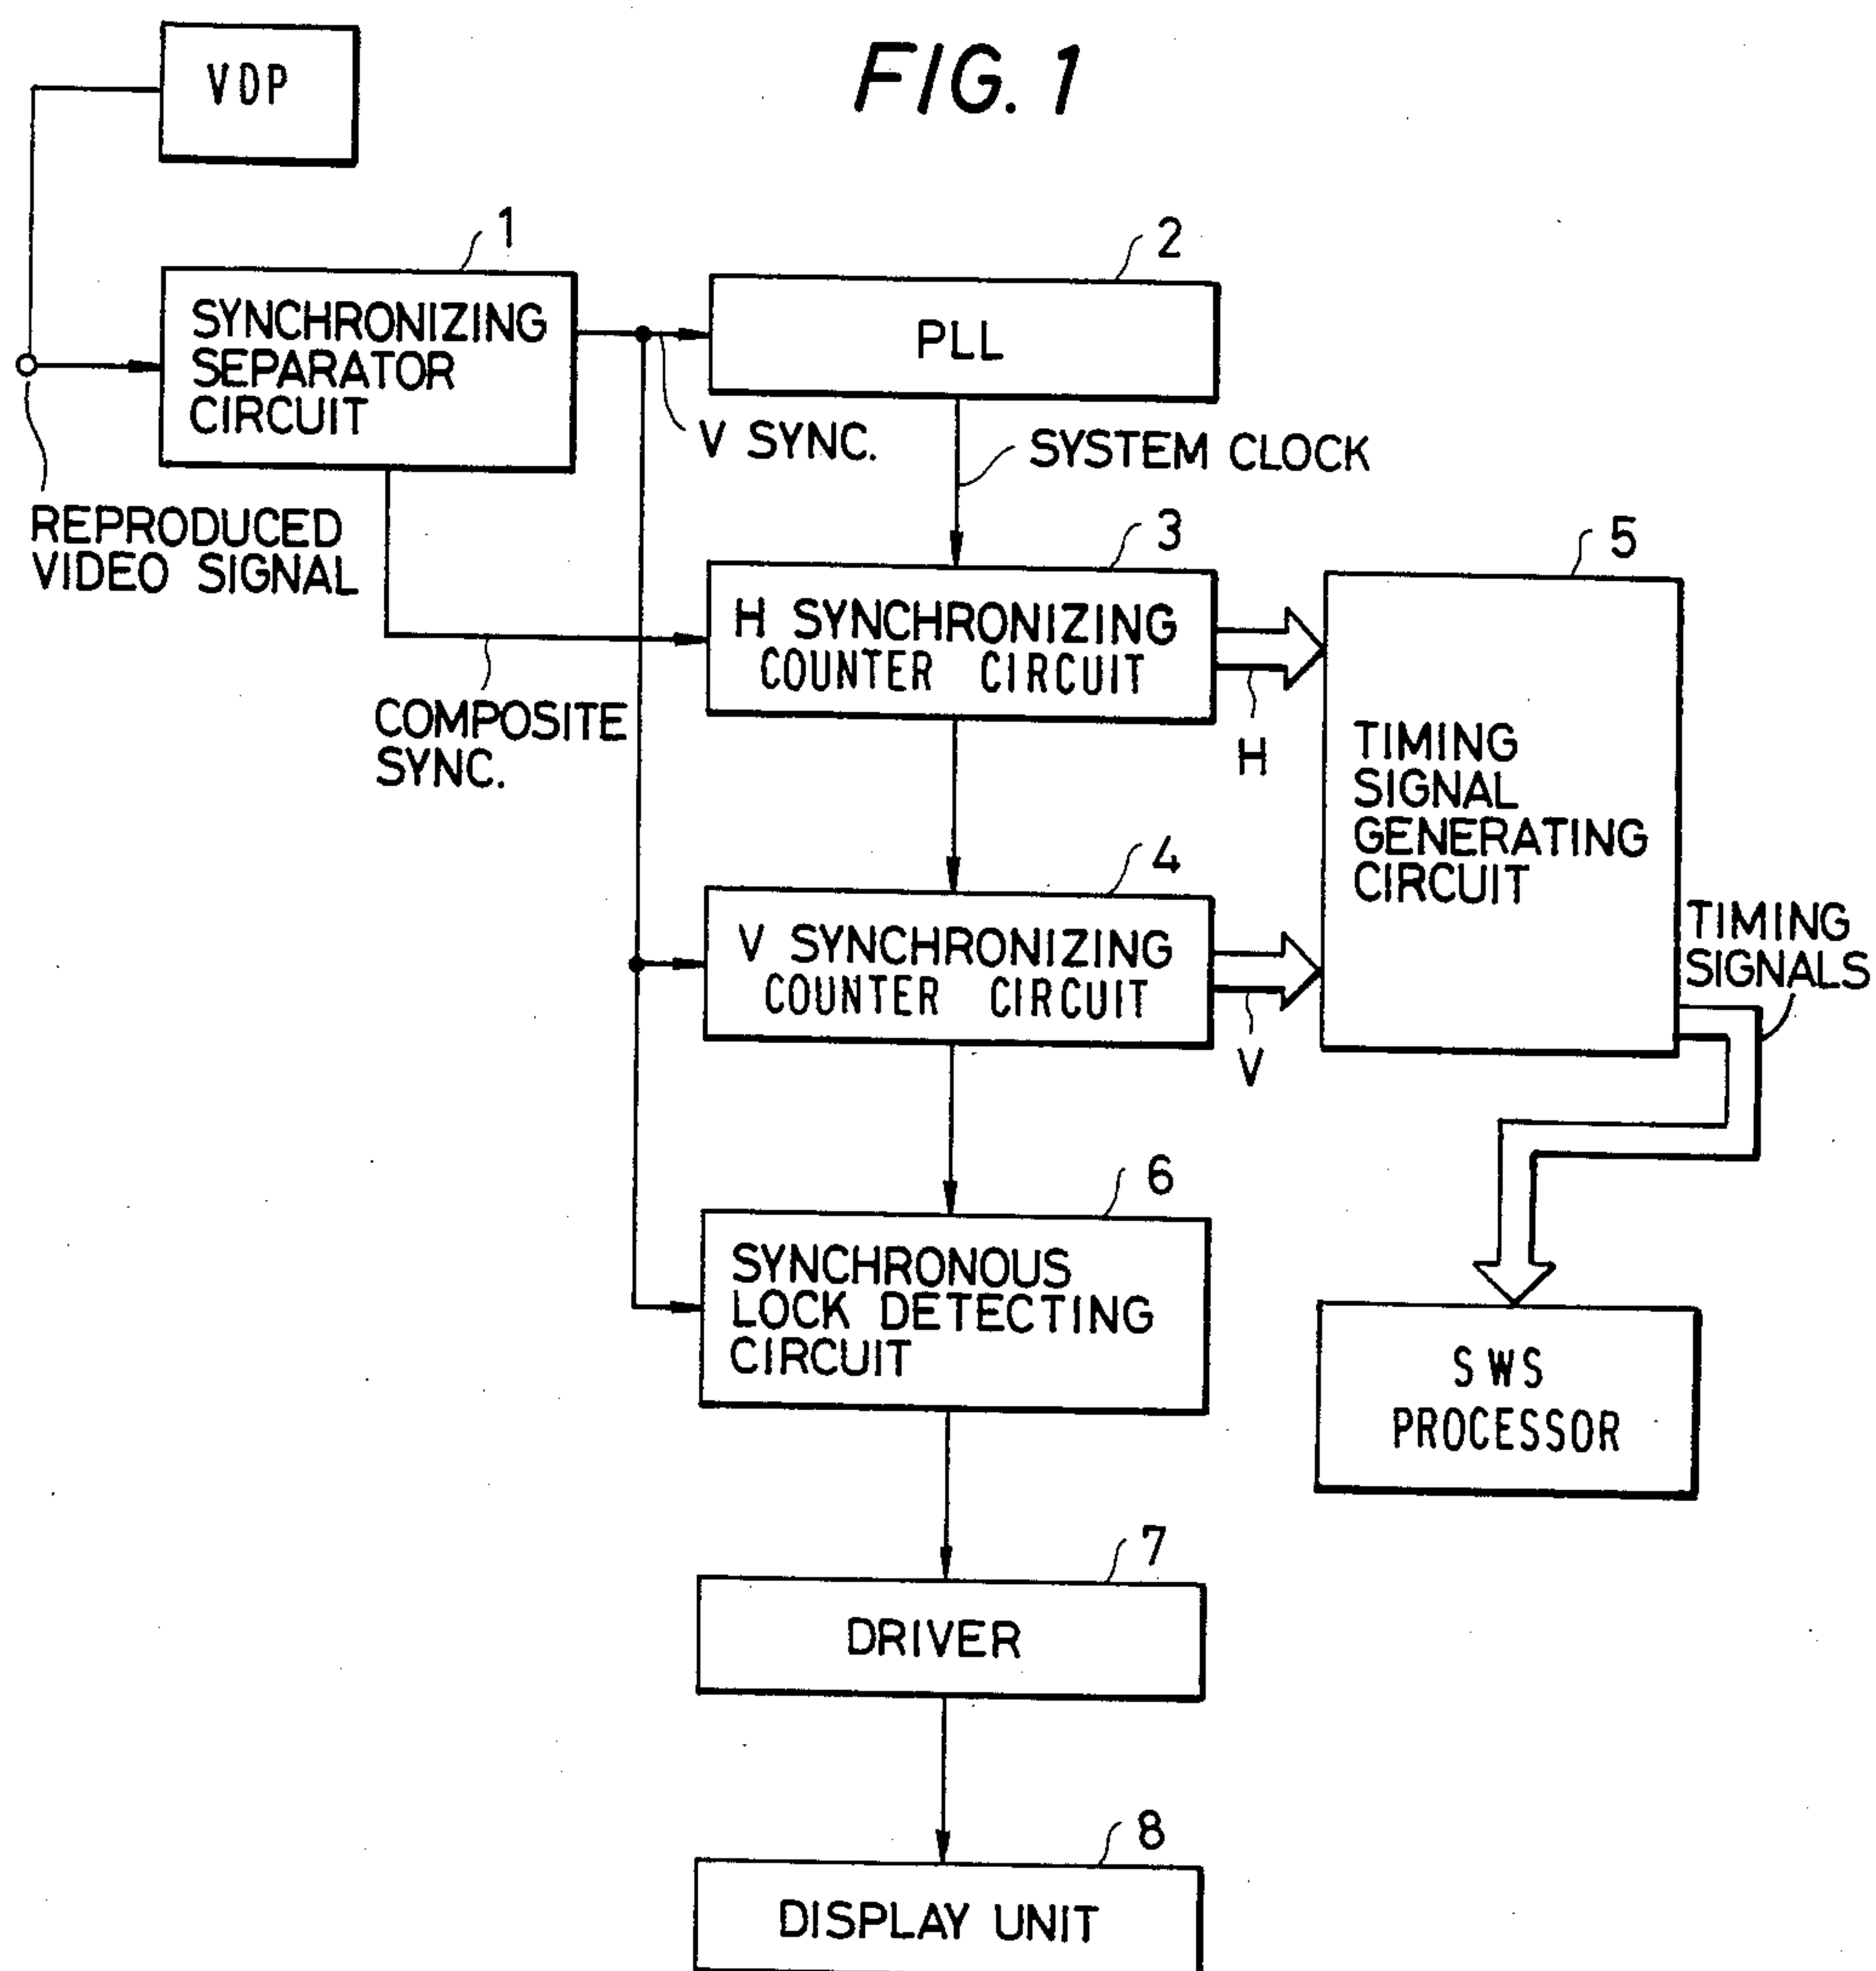 FIG. 1
VDP
1
2
SYNCHRONIZING
SEPARATOR
CIRCUIT
PLL
V SYNC.
SYSTEM CLOCK
REPRODUCED
VIDEO SIGNAL
3
5
H SYNCHRONIZING
COUNTER CIRCUIT
COMPOSITE
SYNC.
H
TIMING
SIGNAL
GENERATING
CIRCUIT
4
V SYNCHRONIZING
COUNTER CIRCUIT
TIMING
SIGNALS
V
6
SYNCHRONOUS
LOCK DETECTING
CIRCUIT
SWS
PROCESSOR
7
DRIVER
8
DISPLAY UNIT